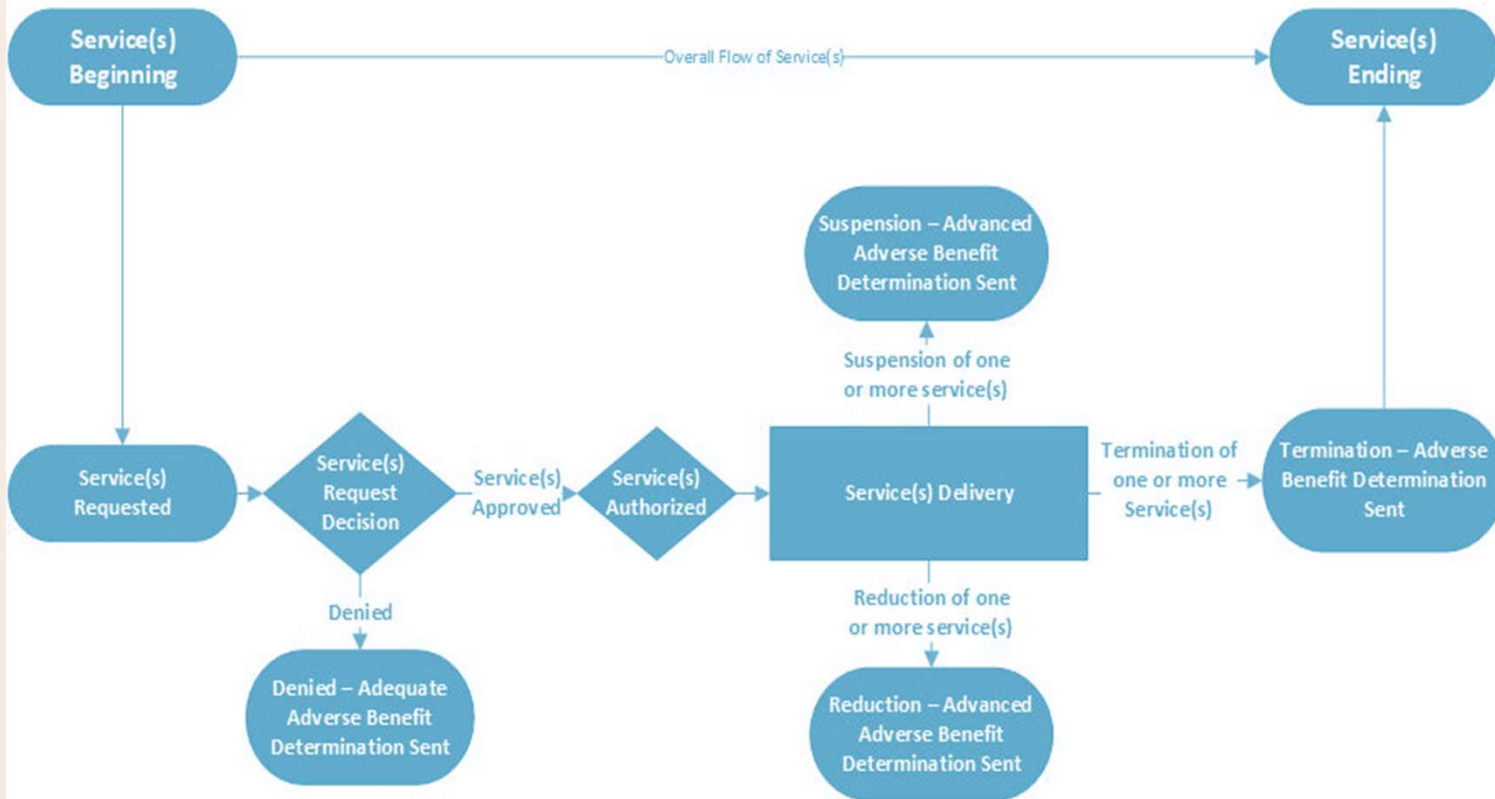 Service(s)
Beginning
Overall Flow of Service(s)
Service(s)
Ending
Suspension – Advanced
Adverse Benefit
Determination Sent
Suspension of one
or more service(s)
Service(s)
Requested
Service(s)
Request
Decision
Service(s)
Approved
Service(s)
Authorized
Service(s) Delivery
Termination of
one or more
Service(s)
Termination – Adverse
Benefit Determination
Sent
Denied
Denied – Adequate
Adverse Benefit
Determination Sent
Reduction of one
or more service(s)
Reduction – Advanced
Adverse Benefit
Determination Sent